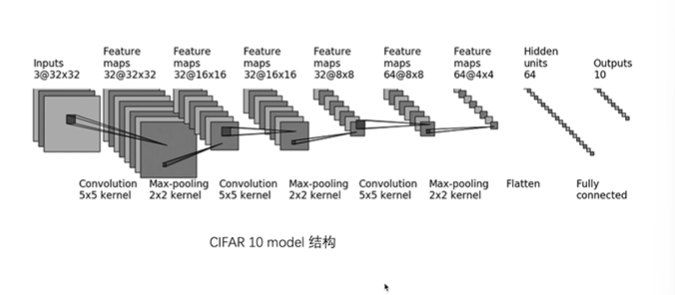 Inputs
3@32x32
Feature
maps
32@32x32
Feature
maps
32@16x16
Feature
maps
32@16x16
Feature
maps
32@8x8
Feature
maps
64@8x8
Feature
maps
64@4x4
Hidden
units
64
Outputs
10
Convolution
5x5 kernel
Max-pooling
2x2 kernel
Convolution
5x5 kernel
Max-pooling
2x2 kernel
Convolution
5x5 kernel
Max-pooling
2x2 kernel
Flatten
Fully
connected
CIFAR 10 model 结构